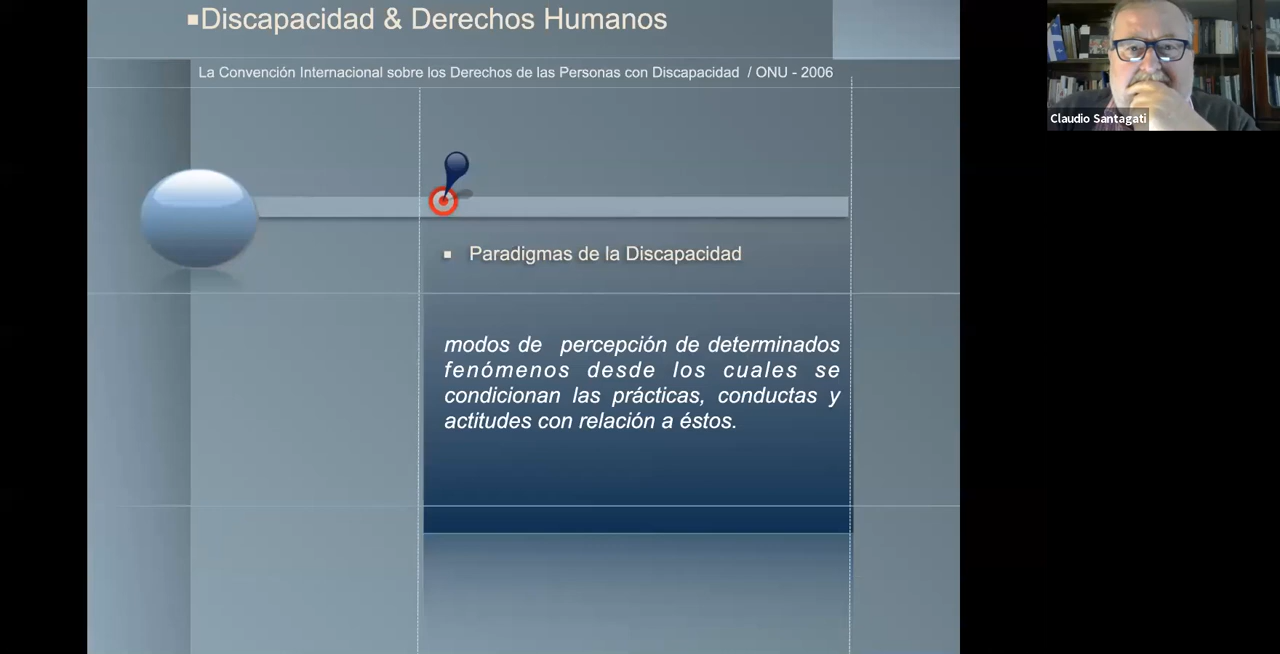 ▪Discapacidad & Derechos Humanos
La Convención Internacional sobre los Derechos de las Personas con Discapacidad / ONU - 2006
Claudio Santagati
▪ Paradigmas de la Discapacidad
modos de percepción de determinados
fenómenos desde los cuales se
condicionan las prácticas, conductas y
actitudes con relación a éstos.